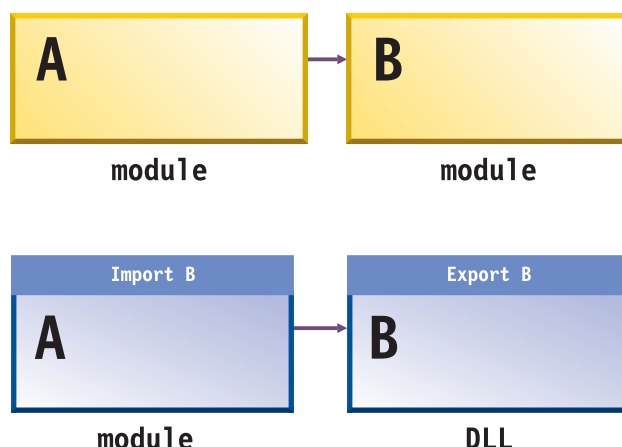 A
B
module
module
Import B
Export B
A
B
module
DLL